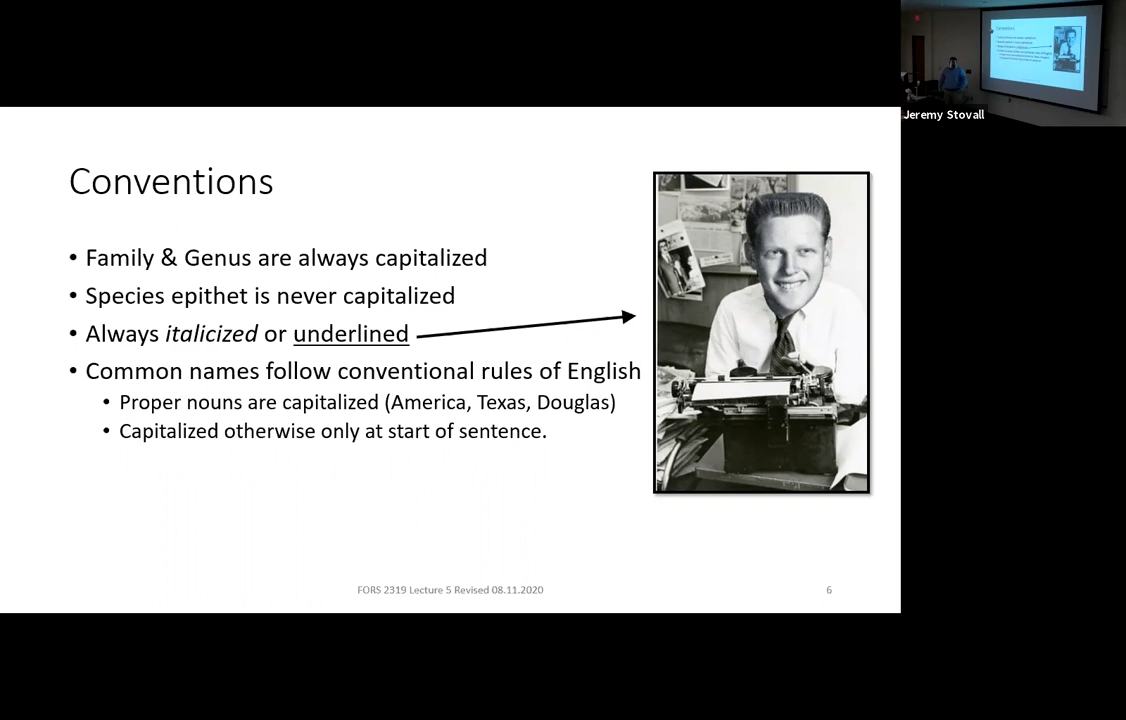 Jeremy Stovall
Conventions
• Family & Genus are always capitalized
• Species epithet is never capitalized
• Always italicized or underlined
• Common names follow conventional rules of English
• Proper nouns are capitalized (America, Texas, Douglas)
• Capitalized otherwise only at start of sentence.
FORS 2319 Lecture 5 Revised 08.11.2020
6